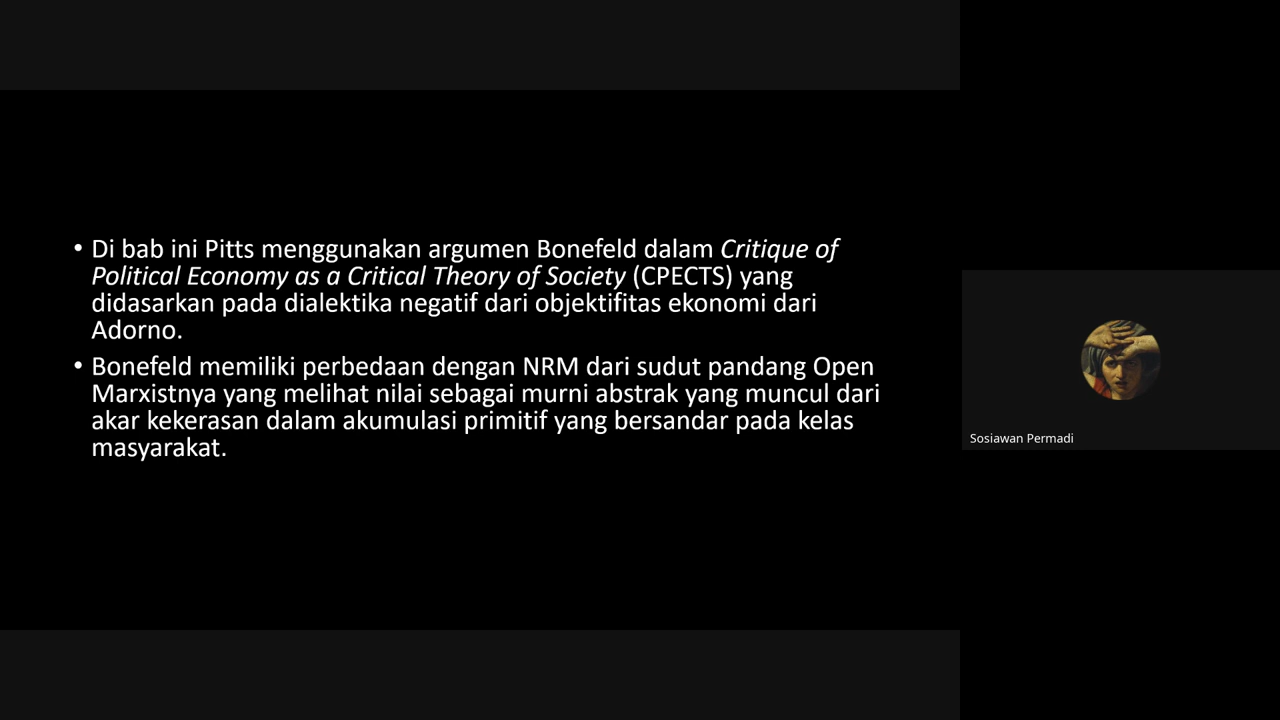 • Di bab ini Pitts menggunakan argumen Bonefeld dalam Critique of
Political Economy as a Critical Theory of Society (CPECTS) yang
didasarkan pada dialektika negatif dari objektifitas ekonomi dari
Adorno.
• Bonefeld memiliki perbedaan dengan NRM dari sudut pandang Open
Marxistnya yang melihat nilai sebagai murni abstrak yang muncul dari
akar kekerasan dalam akumulasi primitif yang bersandar pada kelas
masyarakat.
Sosiawan Permadi